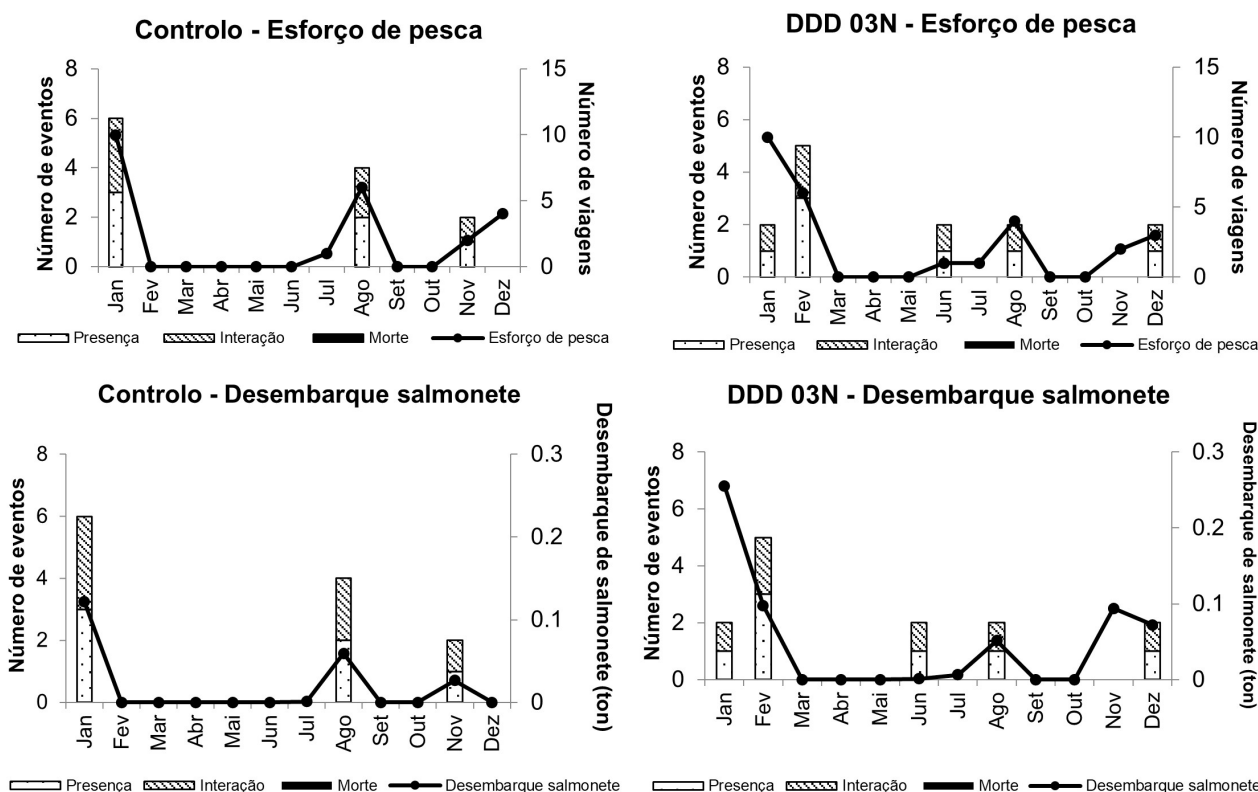 Controlo - Esforço de pesca
Número de eventos
8
6
4
2
0
15
10
5
0
Número de viagens
Jan Fev Mar Abr Mai Jun Jul Ago Set Out Nov Dez
Presença Interação Morte Esforço de pesca
DDD 03N - Esforço de pesca
Número de eventos
8
6
4
2
0
15
10
5
0
Número de viagens
Jan Fev Mar Abr Mai Jun Jul Ago Set Out Nov Dez
Presença Interação Morte Esforço de pesca
Controlo - Desembarque salmonete
Número de eventos
8
6
4
2
0
0.3
0.2
0.1
0
Desembarque de salmonete (ton)
Jan Fev Mar Abr Mai Jun Jul Ago Set Out Nov Dez
Presença Interação Morte Desembarque salmonete
DDD 03N - Desembarque salmonete
Número de eventos
8
6
4
2
0
0.3
0.2
0.1
0
Desembarque de salmonete (ton)
Jan Fev Mar Abr Mai Jun Jul Ago Set Out Nov Dez
Presença Interação Morte Desembarque salmonete